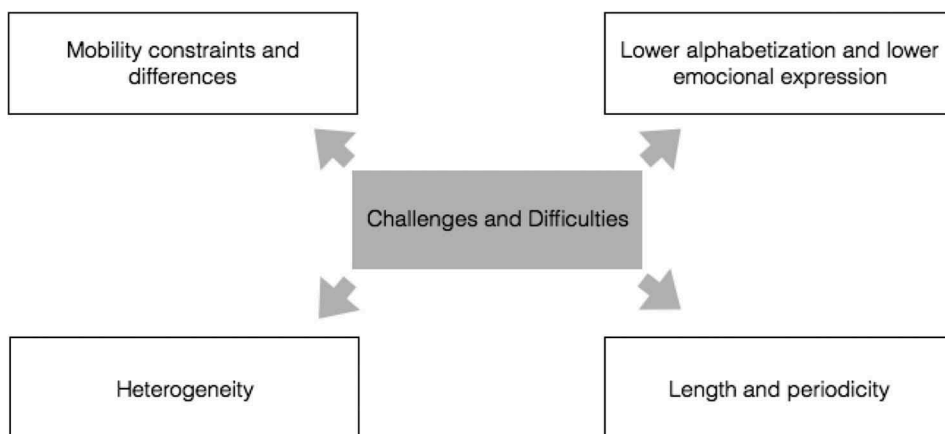 Mobility constraints and
differences
Lower alphabetization and lower
emocional expression
Challenges and Difficulties
Heterogeneity
Length and periodicity